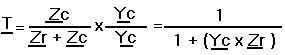 T = Zc / (Zr + Zc) x Yc / Yc = 1 / (1 + (Yc x Zr))